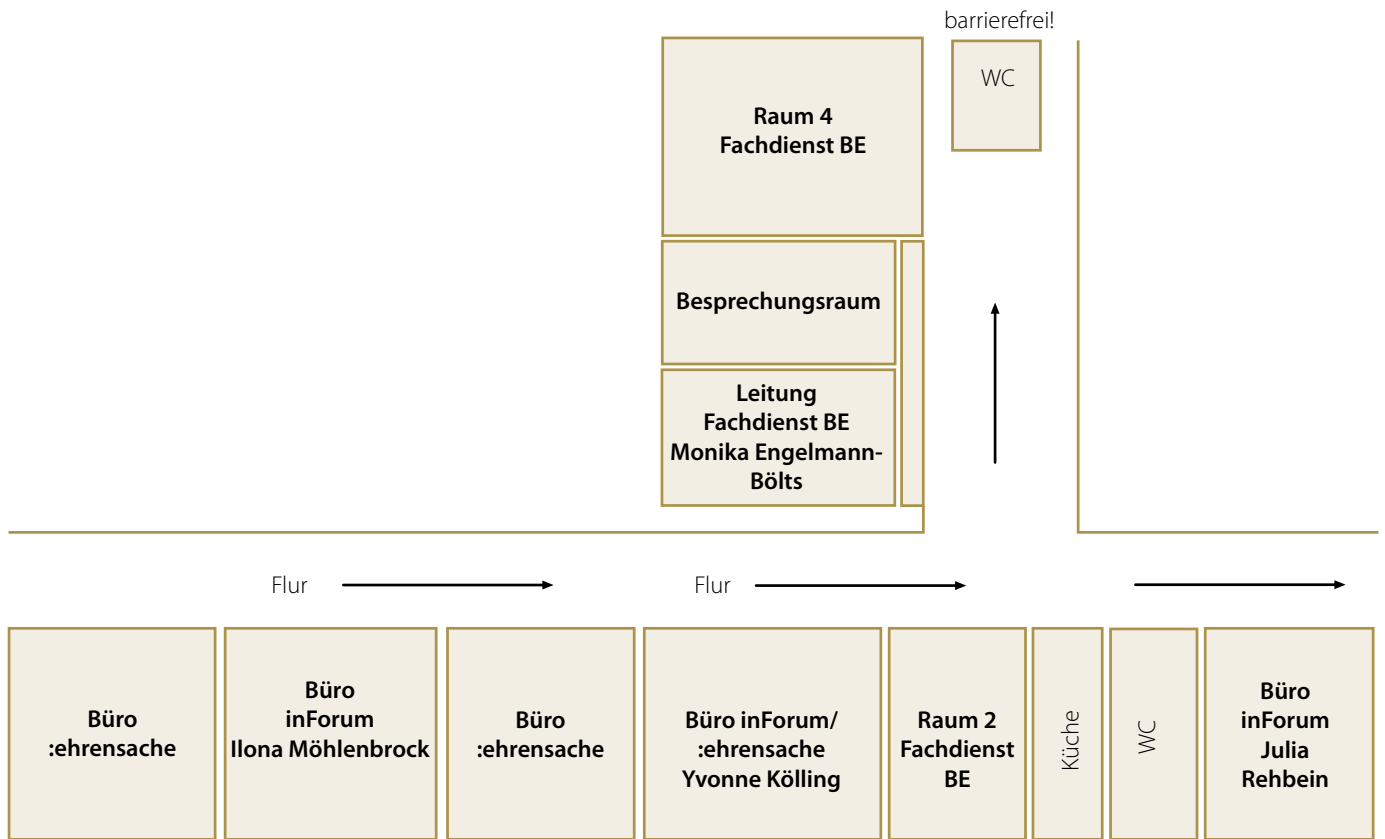 barrierefrei!
WC
Raum 4
Fachdienst BE
Besprechungsraum
Leitung
Fachdienst BE
Monika Engelmann-
Bölts
Flur
Flur
Büro
:ehrensache
Büro
inForum
Ilona Möhlenbrock
Büro
:ehrensache
Büro inForum/
:ehrensache
Yvonne Kölling
Raum 2
Fachdienst
BE
Küche
WC
Büro
inForum
Julia
Rehbein